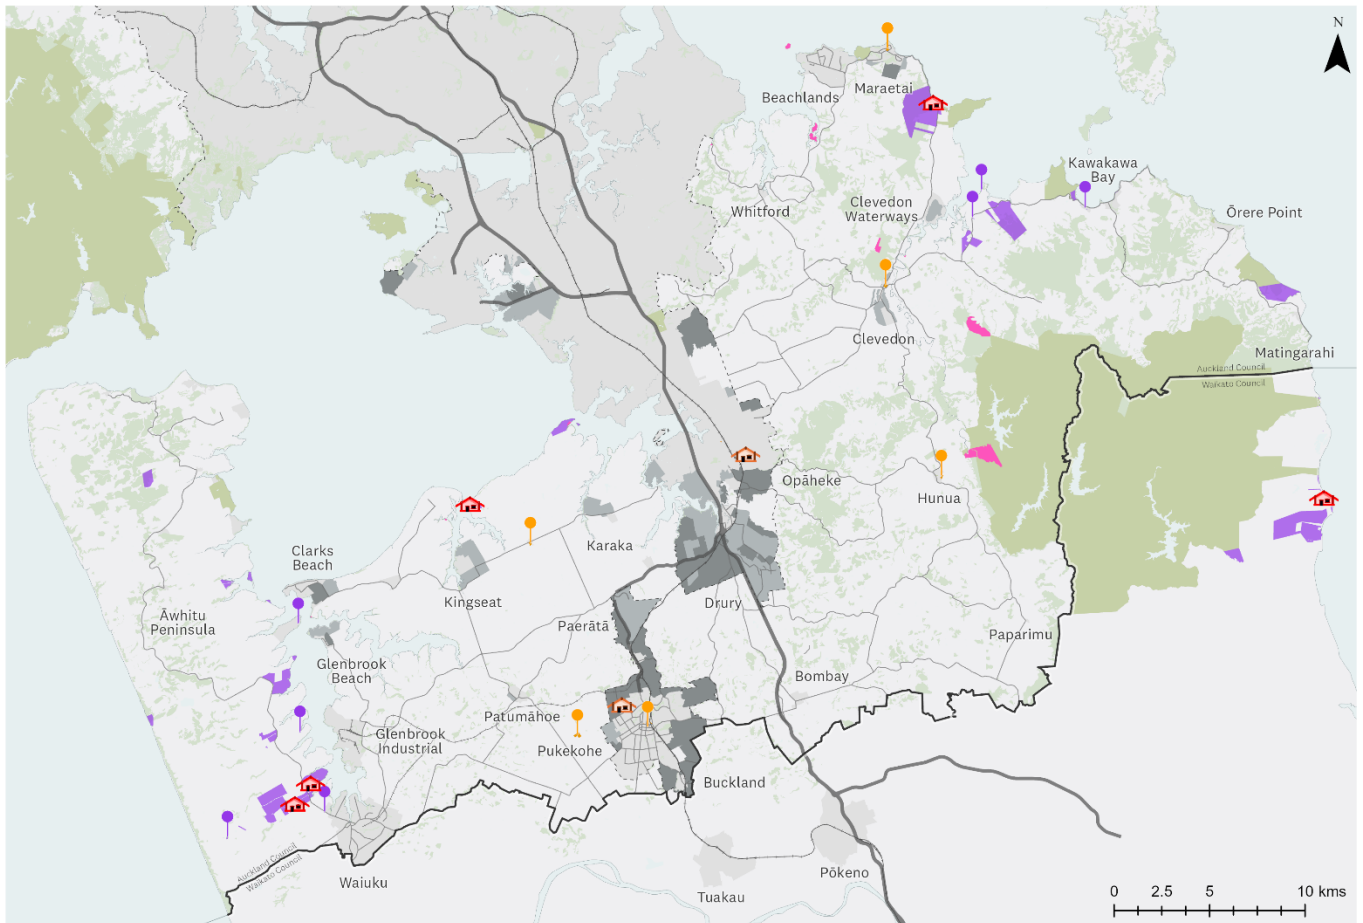 N
Maraetai
Beachlands
Kawakawa
Bay
Clevedon
Waterways
Whitford
Ōrere Point
Clevedon
Matingarahi
Auckland Council
Waikato Council
Opāheke
Hunua
Clarks
Beach
Karaka
Kingseat
Drury
Āwhitu
Peninsula
Paerātā
Paparimu
Glenbrook
Beach
Bombay
Patumāhoe
Glenbrook
Industrial
Pukekohe
Buckland
Auckland Council
Waikato Council
Waiuku
Pōkeno
Tuakau
0 2.5 5 10 kms